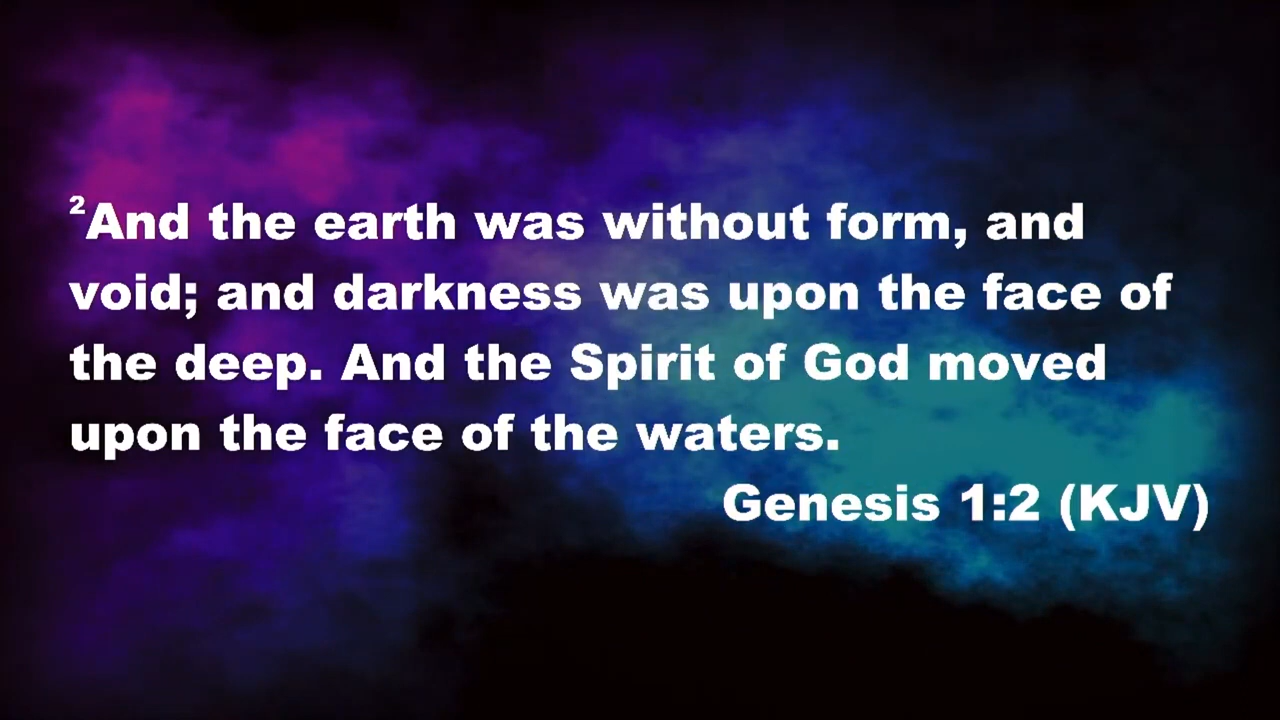 ²And the earth was without form, and
void; and darkness was upon the face of
the deep. And the Spirit of God moved
upon the face of the waters.
Genesis 1:2 (KJV)